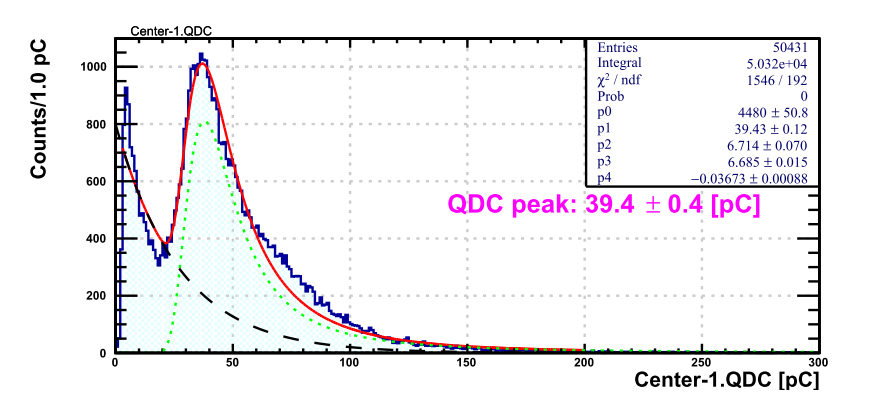 Center-1.QDC
Counts/1.0 pC
1000
800
600
400
200
0
Entries 50431
Integral 5.032e+04
χ² / ndf 1546 / 192
Prob 0
p0 4480 ± 50.8
p1 39.43 ± 0.12
p2 6.714 ± 0.070
p3 6.685 ± 0.015
p4 −0.03673 ± 0.00088
QDC peak: 39.4 ± 0.4 [pC]
0 50 100 150 200 250 300
Center-1.QDC [pC]